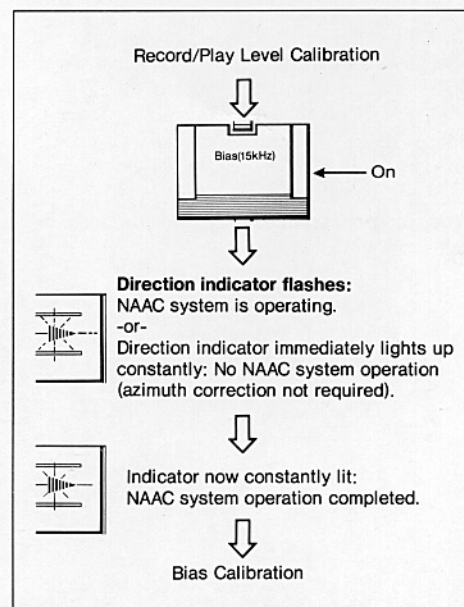 Record/Play Level Calibration
Bias(15kHz)
On
Direction indicator flashes:
NAAC system is operating.
-or-
Direction indicator immediately lights up
constantly: No NAAC system operation
(azimuth correction not required).
Indicator now constantly lit:
NAAC system operation completed.
Bias Calibration